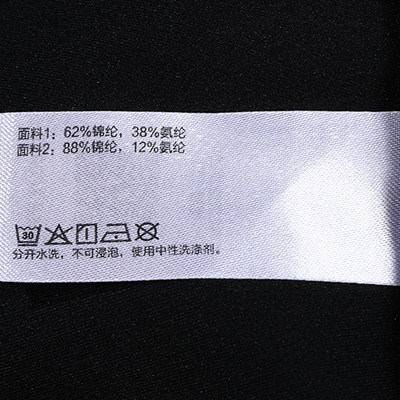 面料1：62%锦纶，38%氨纶
面料2：88%锦纶，12%氨纶
30
分开水洗，不可浸泡，使用中性洗涤剂。